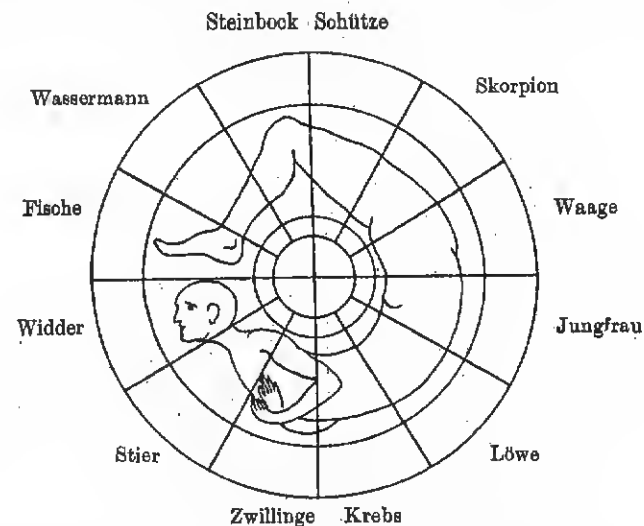 Steinbock Schütze
Wassermann
Skorpion
Fische
Waage
Widder
Jungfrau
Stier
Löwe
Zwillinge Krebs